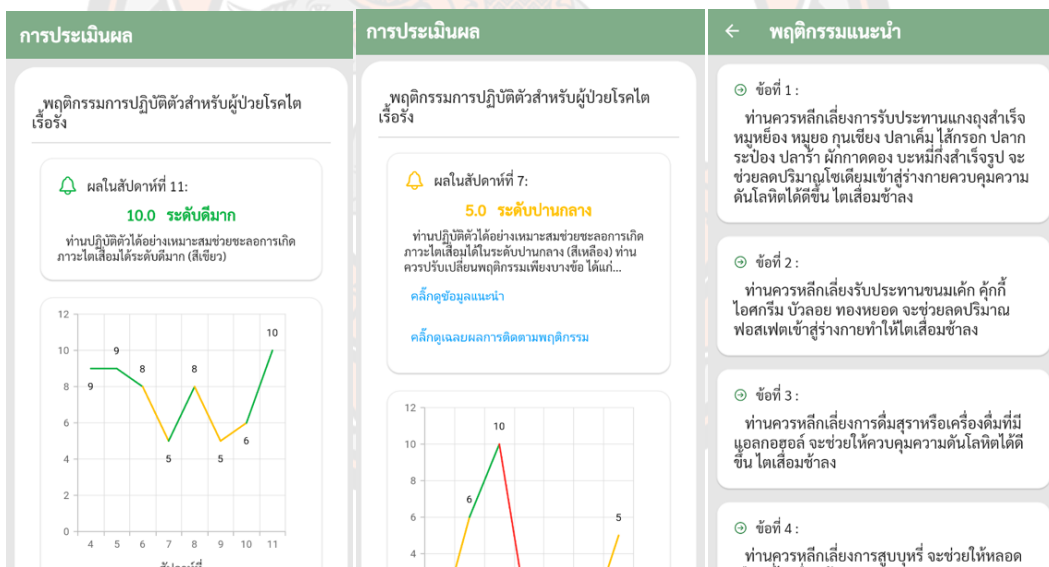 การประเมินผล
พฤติกรรมการปฏิบัติตัวสำหรับผู้ป่วยโรคไต
เรื้อรัง
ผลในสัปดาห์ที่ 11:
10.0 ระดับดีมาก
ท่านปฏิบัติตัวได้อย่างเหมาะสมช่วยชะลอการเกิด
ภาวะไตเสื่อมได้ระดับดีมาก (สีเขียว)
12
10
8
6
4
2
0
9
9
8
5
8
5
6
10
4 5 6 7 8 9 10 11
การประเมินผล
พฤติกรรมการปฏิบัติตัวสำหรับผู้ป่วยโรคไต
เรื้อรัง
ผลในสัปดาห์ที่ 7:
5.0 ระดับปานกลาง
ท่านปฏิบัติตัวได้อย่างเหมาะสมช่วยชะลอการเกิด
ภาวะไตเสื่อมได้ในระดับปานกลาง (สีเหลือง) ท่าน
ควรปรับเปลี่ยนพฤติกรรมเพียงบางข้อ ได้แก่...
คลิ๊กดูข้อมูลแนะนำ
คลิ๊กดูเฉลยผลการติดตามพฤติกรรม
12
10
8
6
4
6
10
5
พฤติกรรมแนะนำ
ข้อที่ 1 :
ท่านควรหลีกเลี่ยงการรับประทานแกงถุงสำเร็จ
หมูหย็อง หมูยอ กุนเชียง ปลาเค็ม ไส้กรอก ปลาก
ระป๋อง ปลาร้า ผักกาดดอง บะหมี่กึ่งสำเร็จรูป จะ
ช่วยลดปริมาณโซเดียมเข้าสู่ร่างกายควบคุมความ
ดันโลหิตได้ดีขึ้น ไตเสื่อมช้าลง
ข้อที่ 2 :
ท่านควรหลีกเลี่ยงรับประทานขนมเค้ก คุ้กกี้
ไอศกรีม บัวลอย ทองหยอด จะช่วยลดปริมาณ
ฟอสเฟตเข้าสู่ร่างกายทำให้ไตเสื่อมช้าลง
ข้อที่ 3 :
ท่านควรหลีกเลี่ยงการดื่มสุราหรือเครื่องดื่มที่มี
แอลกอฮอล์ จะช่วยให้ควบคุมความดันโลหิตได้ดี
ขึ้น ไตเสื่อมช้าลง
ข้อที่ 4 :
ท่านควรหลีกเลี่ยงการสูบบุหรี่ จะช่วยให้หลอด